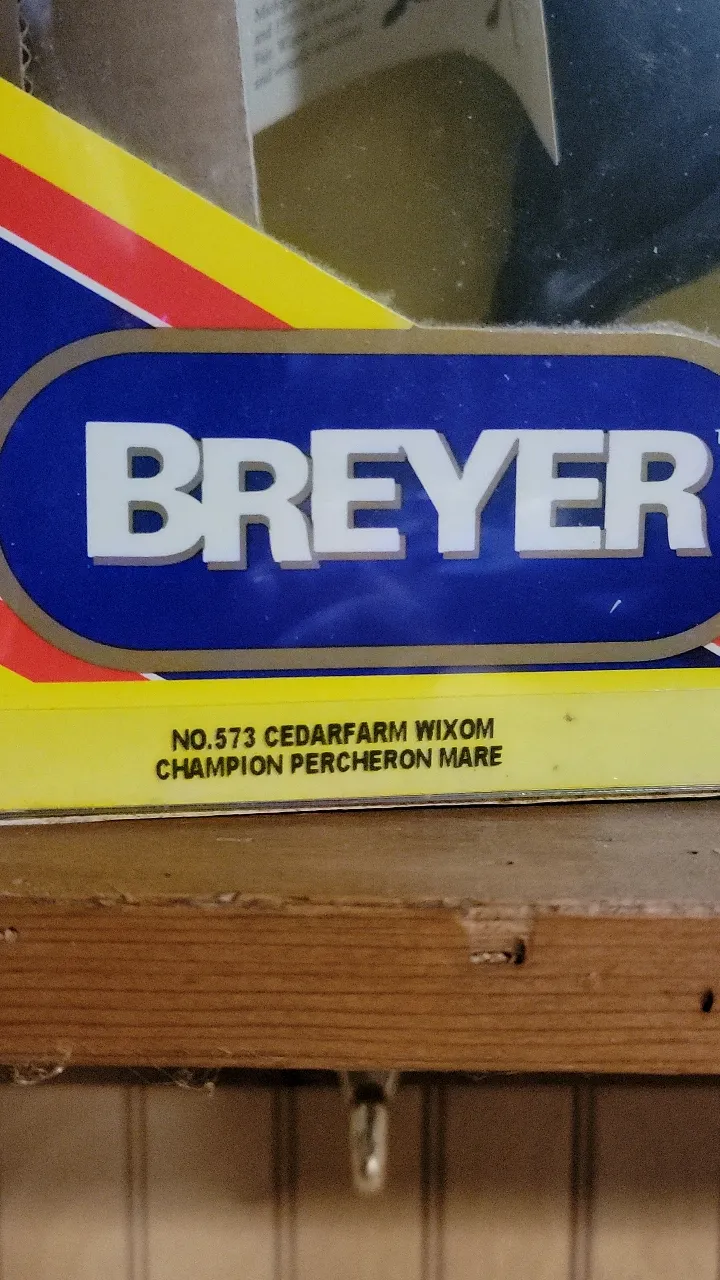 BREYER
NO.573 CEDARFARM WIXOM
CHAMPION PERCHERON MARE